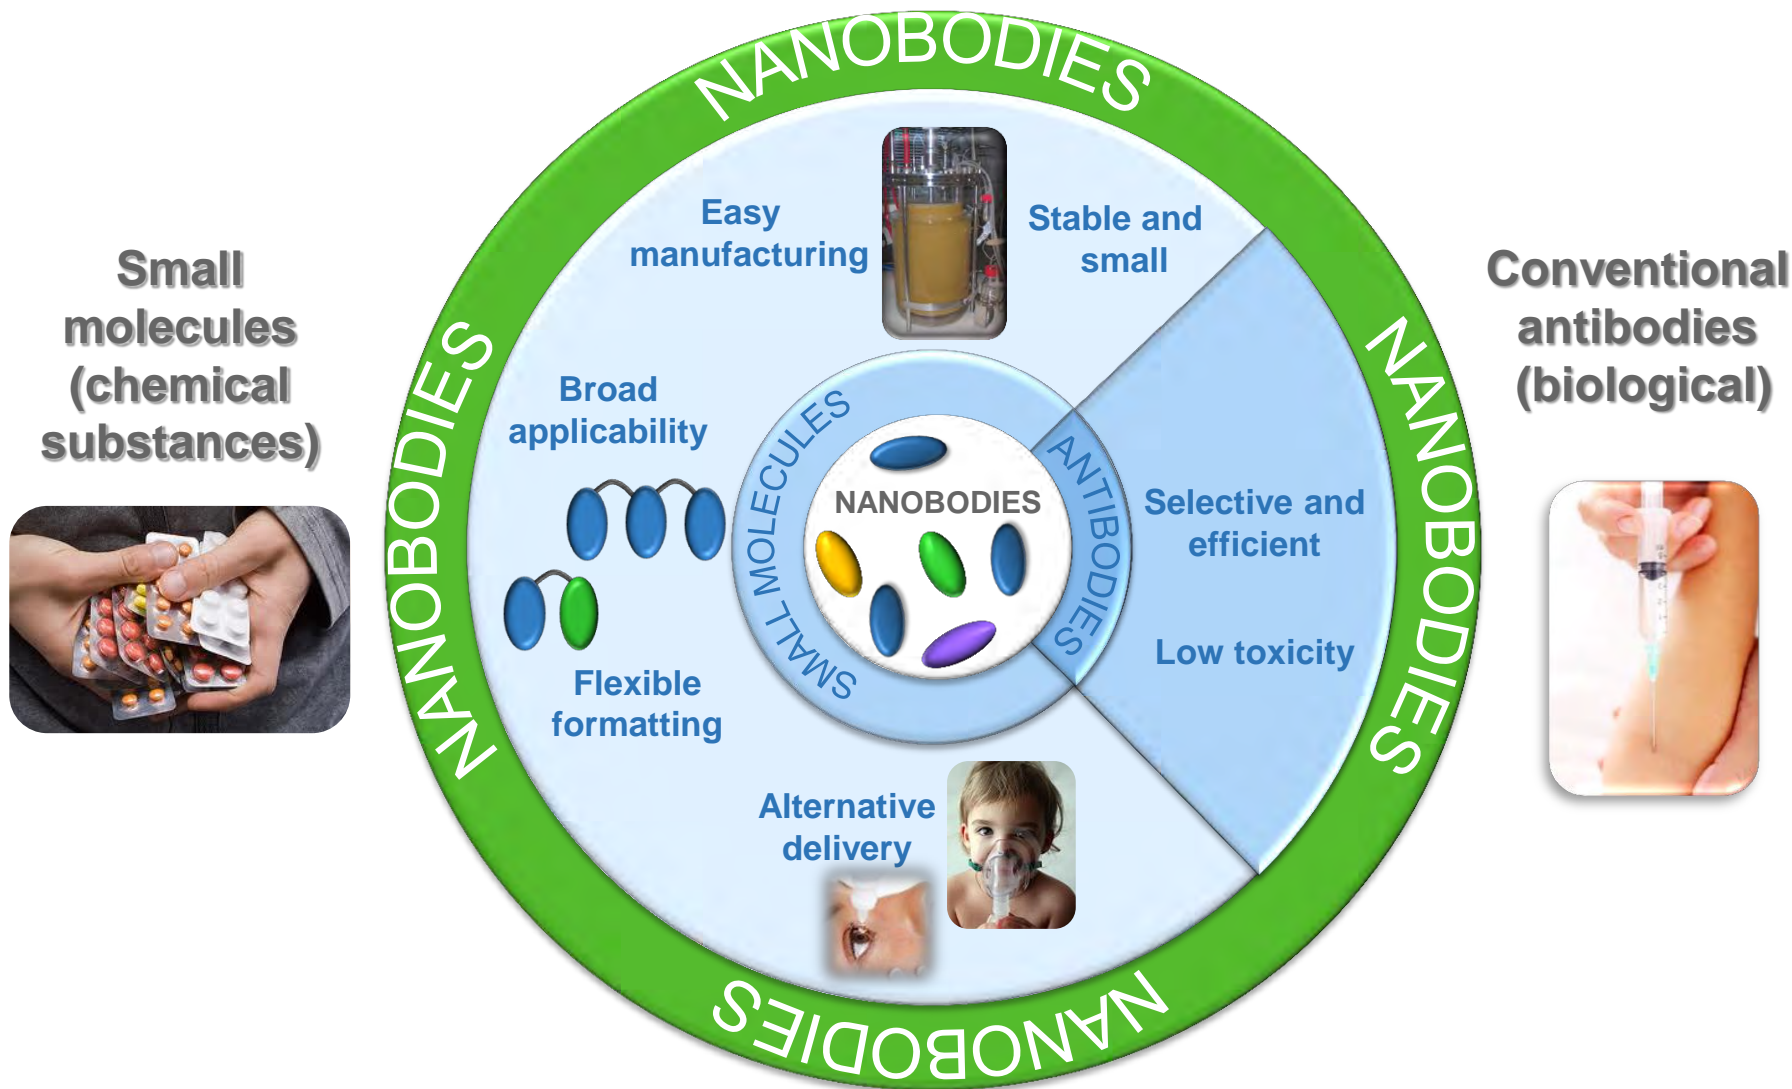 NANOBODIES
Small
molecules
(chemical
substances)
NANOBODIES
Easy
manufacturing
Stable and
small
Broad
applicability
Flexible
formatting
Alternative
delivery
SMALL MOLECULES
NANOBODIES
ANTIBODIES
Selective and
efficient
Low toxicity
NANOBODIES
Conventional
antibodies
(biological)
NANOBODIES